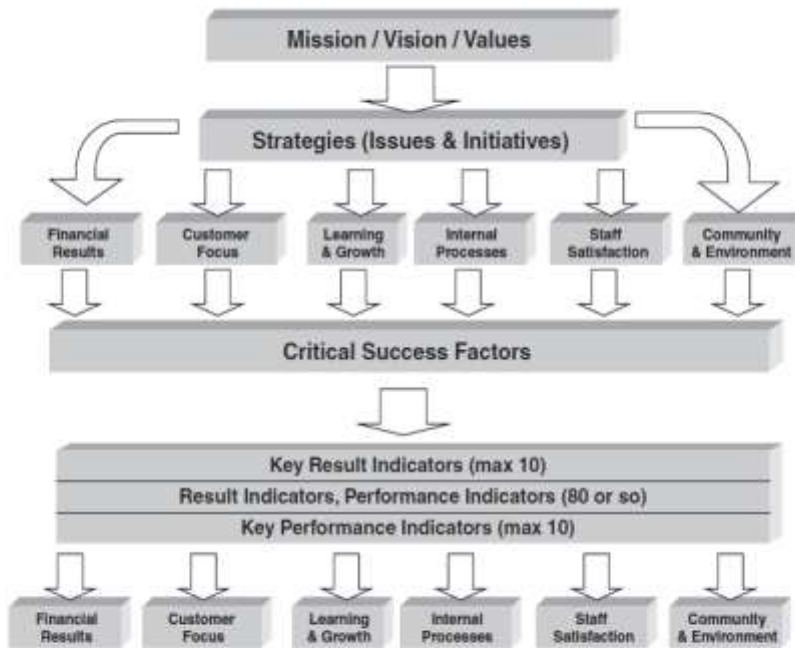 Mission / Vision / Values
Strategies (Issues & Initiatives)
Financial
Results
Customer
Focus
Learning
& Growth
Internal
Processes
Staff
Satisfaction
Community
& Environment
Critical Success Factors
Key Result Indicators (max 10)
Result Indicators, Performance Indicators (80 or so)
Key Performance Indicators (max 10)
Financial
Results
Customer
Focus
Learning
& Growth
Internal
Processes
Staff
Satisfaction
Community
& Environment